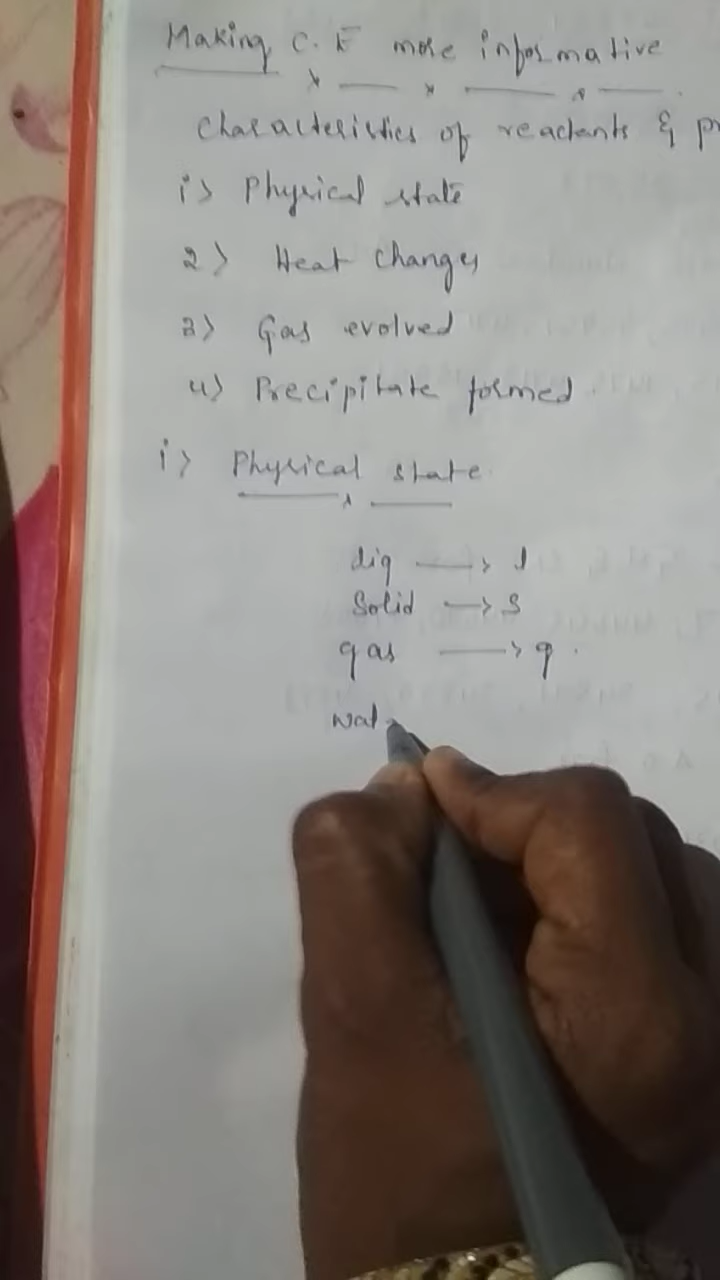 Making C.E more informative
characteristics of reactants & pr
i> Physical state
2> Heat changes
3> Gas evolved
4> Precipitate formed.
i> Physical state
liq → l
Solid → s
gas → g.
wat